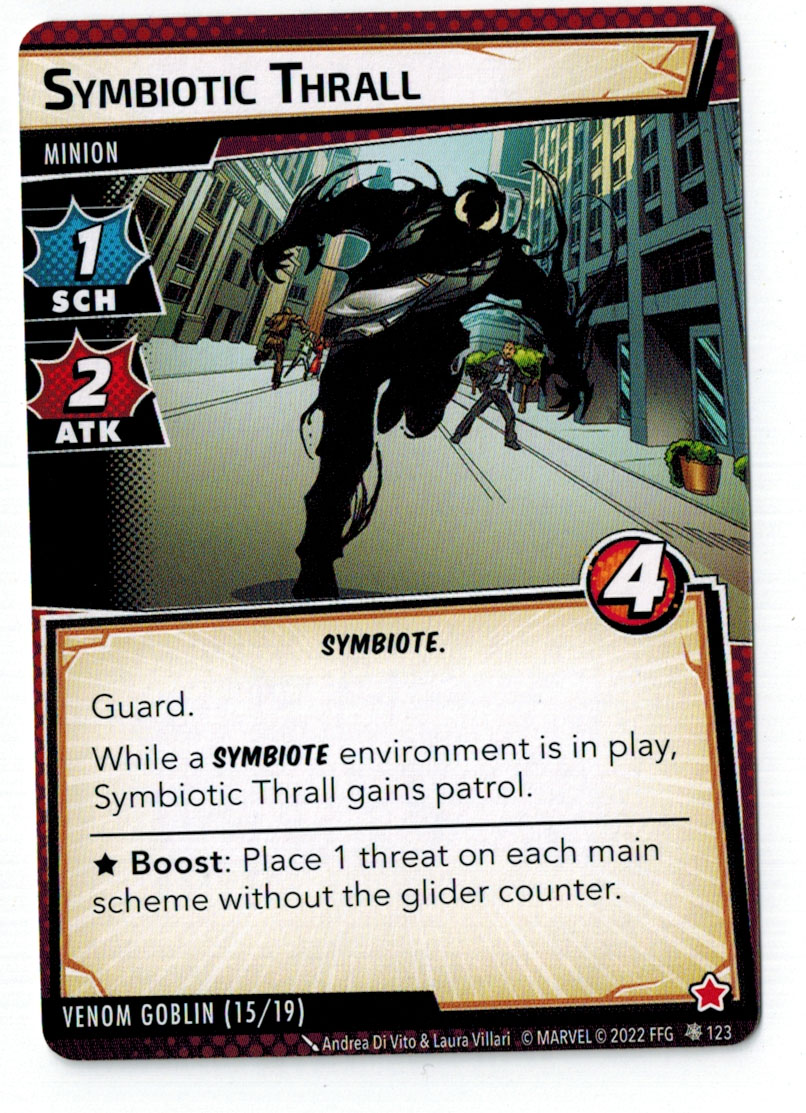 SYMBIOTIC THRALL
MINION
1
SCH
2
ATK
4
SYMBIOTE.
Guard.
While a SYMBIOTE environment is in play,
Symbiotic Thrall gains patrol.
★ Boost: Place 1 threat on each main
scheme without the glider counter.
VENOM GOBLIN (15/19)
Andrea Di Vito & Laura Villari © MARVEL © 2022 FFG 123